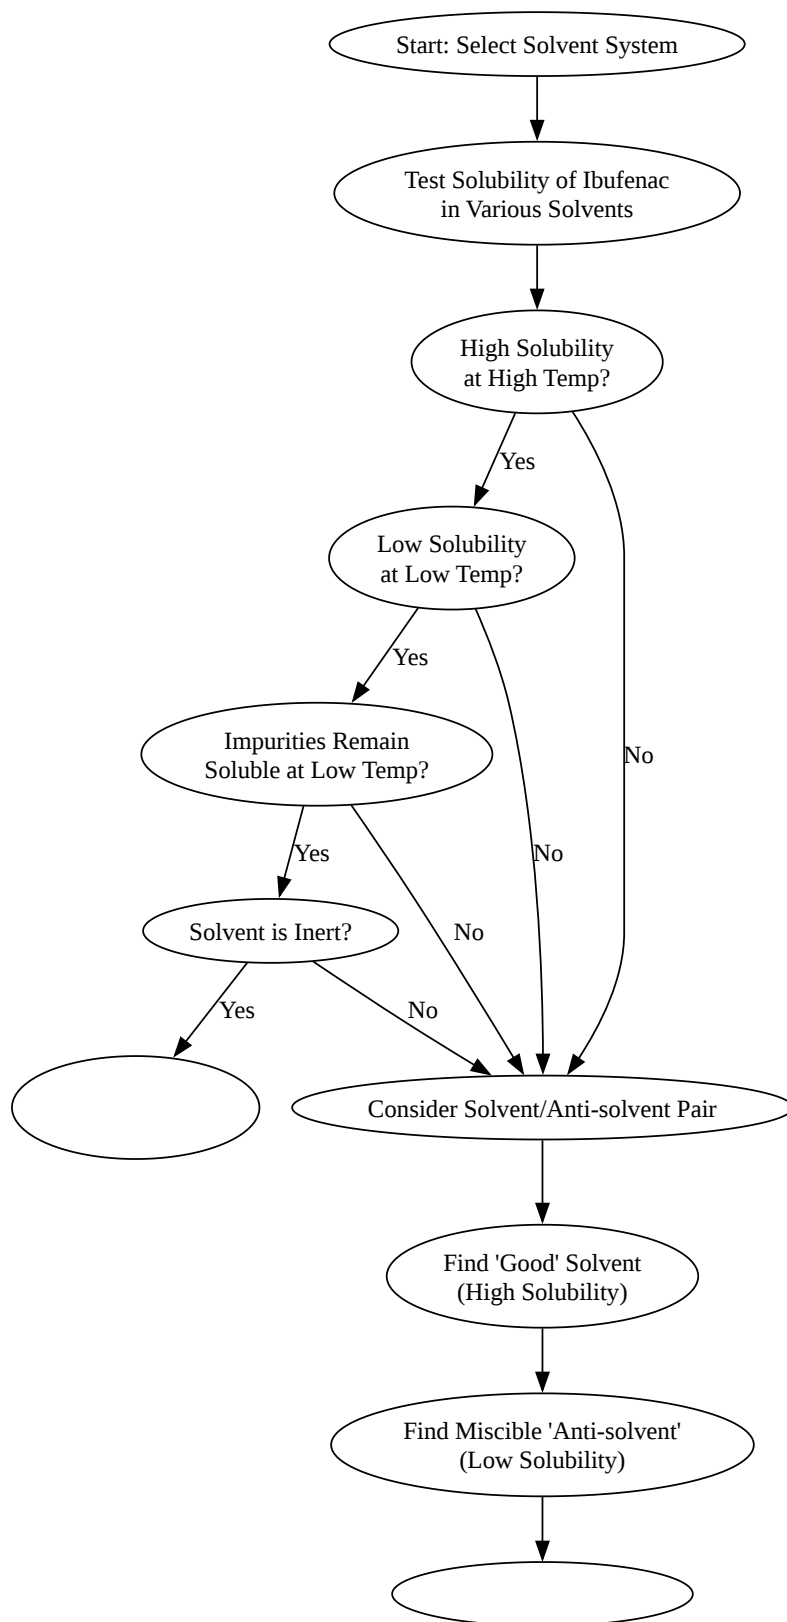 Start: Select Solvent System
Test Solubility of Ibufenac
in Various Solvents
High Solubility
at High Temp?
Yes
Low Solubility
at Low Temp?
Yes
No
Impurities Remain
Soluble at Low Temp?
Yes
No
Solvent is Inert?
No
Yes
No
Consider Solvent/Anti-solvent Pair
Find 'Good' Solvent
(High Solubility)
Find Miscible 'Anti-solvent'
(Low Solubility)